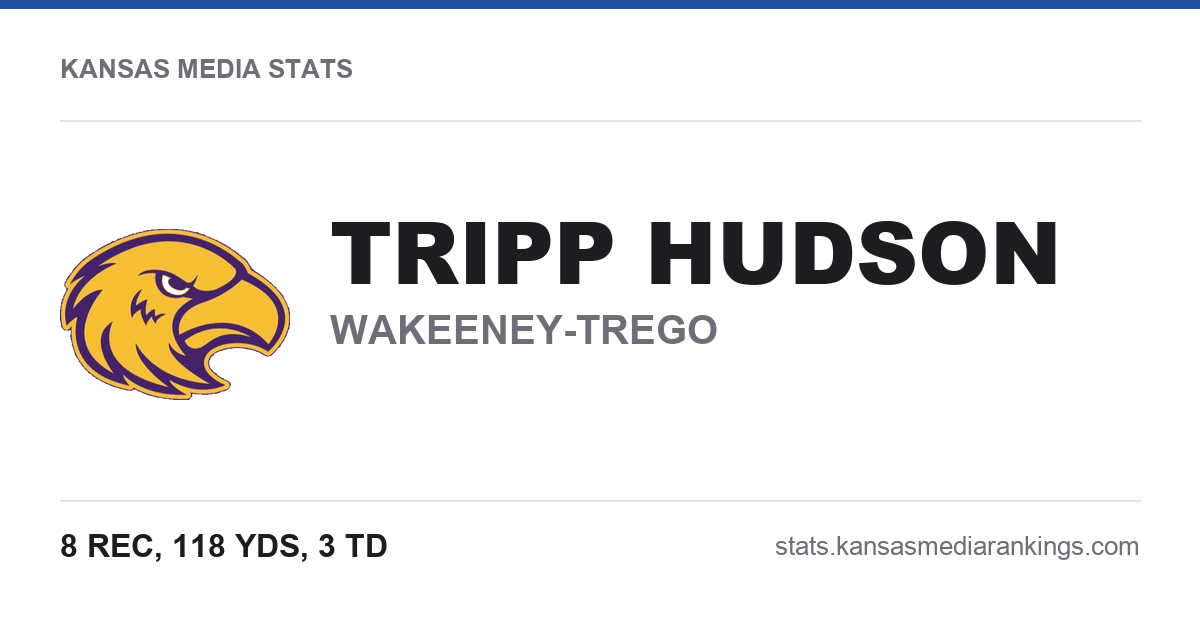 KANSAS MEDIA STATS
TRIPP HUDSON
WAKEENEY-TREGO
8 REC, 118 YDS, 3 TD
stats.kansasmediarankings.com